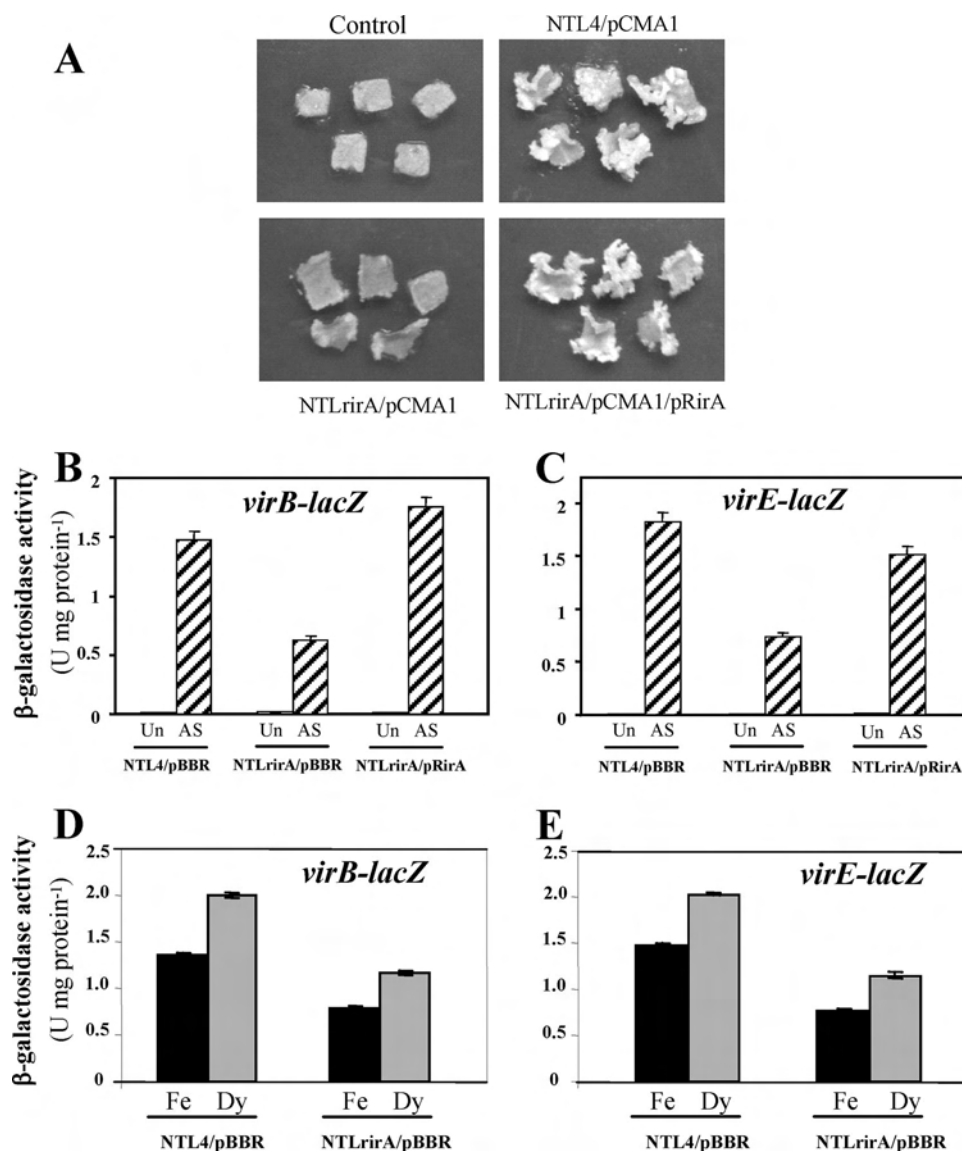 A
Control
NTL4/pCMA1
NTLrirA/pCMA1
NTLrirA/pCMA1/pRirA
B
virB-lacZ
β-galactosidase activity
(U mg protein-1)
2
1.5
1
0.5
0
Un AS Un AS Un AS
NTL4/pBBR NTLrirA/pBBR NTLrirA/pRirA
C
virE-lacZ
2
1.5
1
0.5
0
Un AS Un AS Un AS
NTL4/pBBR NTLrirA/pBBR NTLrirA/pRirA
D
virB-lacZ
β-galactosidase activity
(U mg protein-1)
2.5
2.0
1.5
1.0
0.5
0
Fe Dy Fe Dy
NTL4/pBBR NTLrirA/pBBR
E
virE-lacZ
2.5
2.0
1.5
1.0
0.5
0
Fe Dy Fe Dy
NTL4/pBBR NTLrirA/pBBR